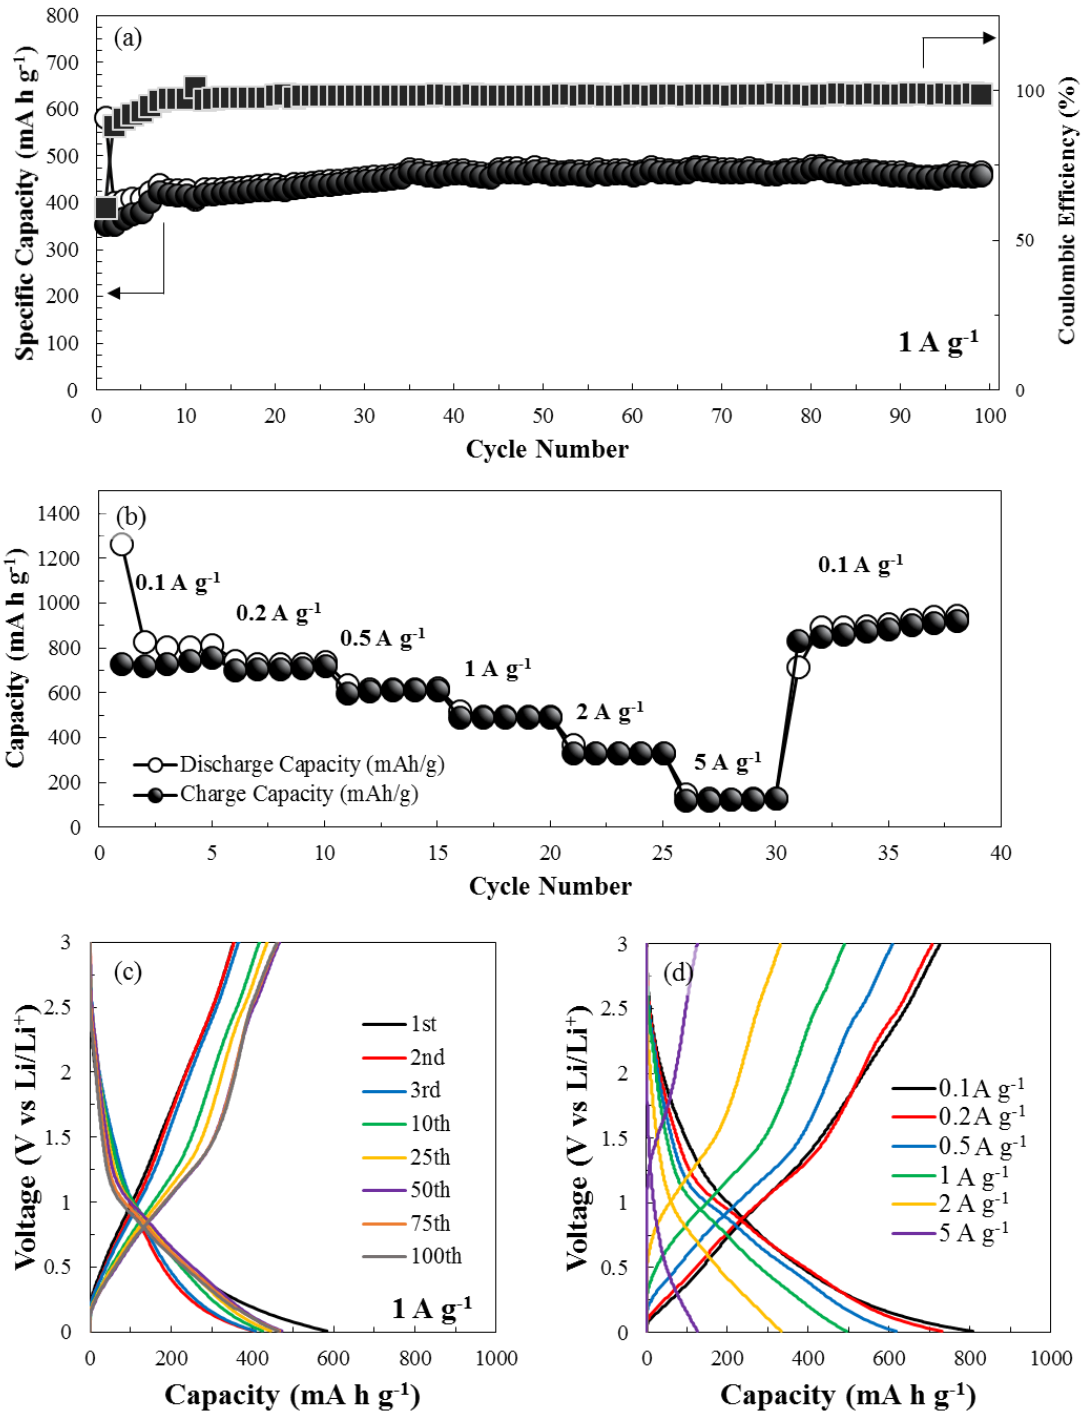 (a)
800
700
600
500
400
300
200
100
0
Specific Capacity (mA h g-1)
100
50
0
Coulombic Efficiency (%)
1 A g-1
0 10 20 30 40 50 60 70 80 90 100
Cycle Number
(b)
1400
1200
1000
800
600
400
200
0
Capacity (mA h g-1)
0.1 A g-1
0.2 A g-1
0.5 A g-1
1 A g-1
2 A g-1
5 A g-1
0.1 A g-1
Discharge Capacity (mAh/g)
Charge Capacity (mAh/g)
0 5 10 15 20 25 30 35 40
Cycle Number
(c)
3
2.5
2
1.5
1
0.5
0
Voltage (V vs Li/Li+)
1st
2nd
3rd
10th
25th
50th
75th
100th
1 A g-1
0 200 400 600 800 1000
Capacity (mA h g-1)
(d)
3
2.5
2
1.5
1
0.5
0
Voltage (V vs Li/Li+)
0.1 A g-1
0.2 A g-1
0.5 A g-1
1 A g-1
2 A g-1
5 A g-1
0 200 400 600 800 1000
Capacity (mA h g-1)